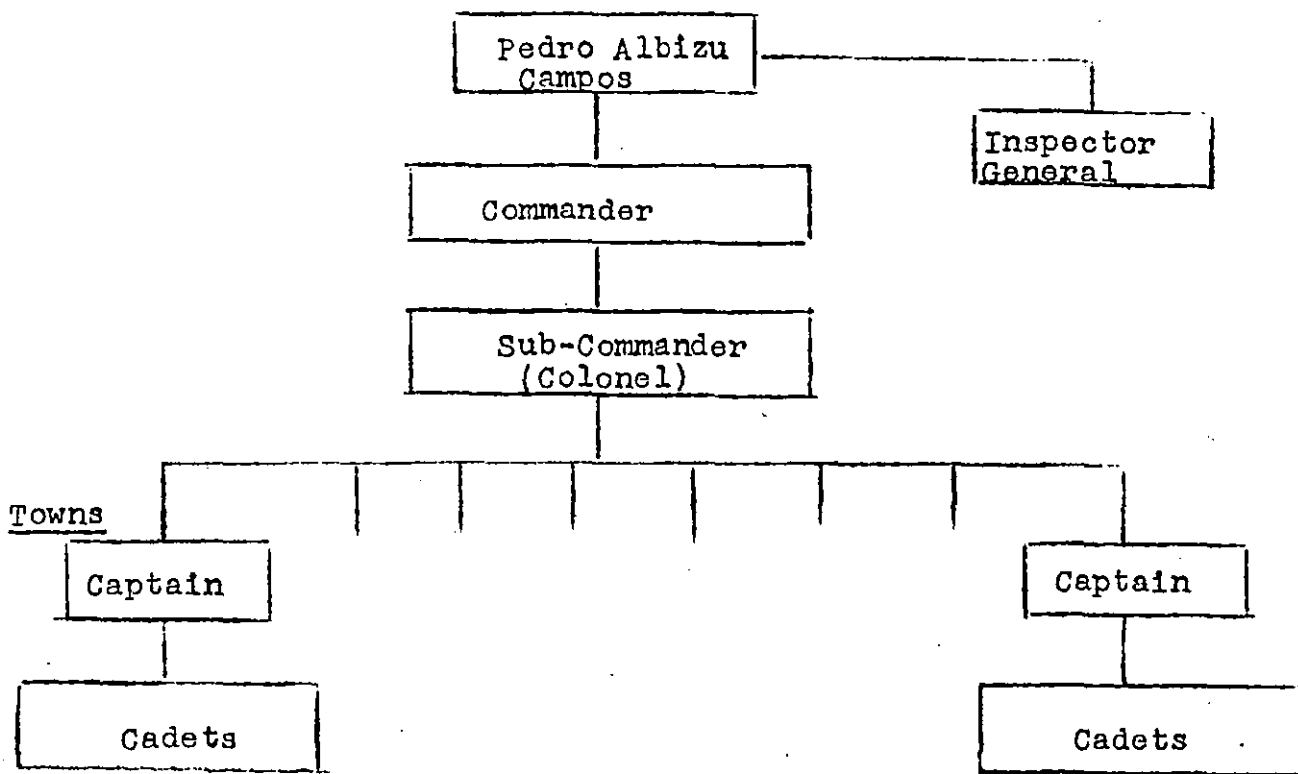 Pedro Albizu
Campos
Inspector
General
Commander
Sub-Commander
(Colonel)
Towns
Captain
Captain
Cadets
Cadets